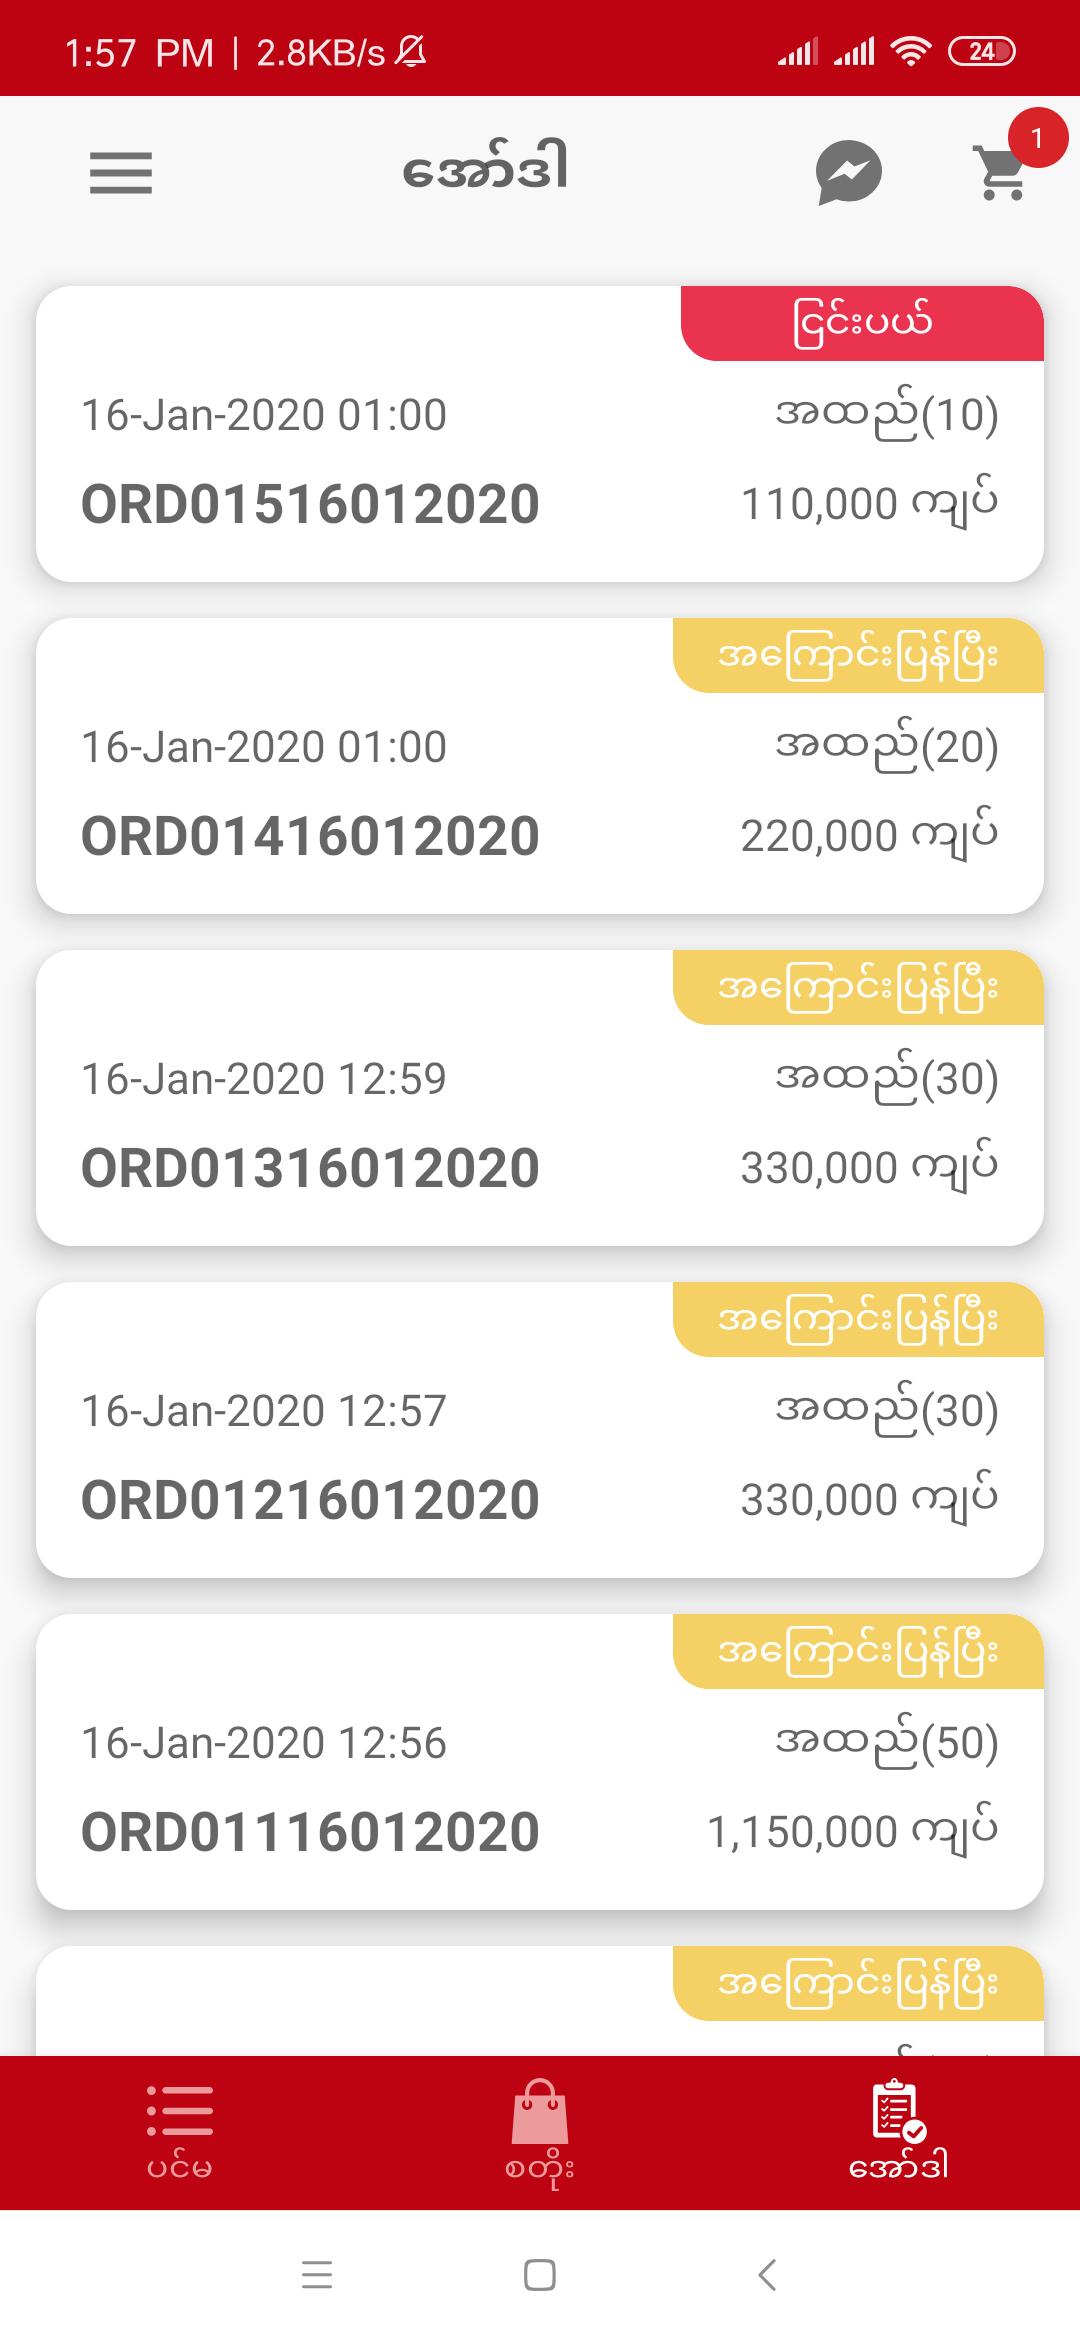 1:57 PM | 2.8KB/s
24
အော်ဒါ
1
ငြင်းပယ်
16-Jan-2020 01:00
အထည်(10)
ORD01516012020
110,000 ကျပ်
အကြောင်းပြန်ပြီး
16-Jan-2020 01:00
အထည်(20)
ORD01416012020
220,000 ကျပ်
အကြောင်းပြန်ပြီး
16-Jan-2020 12:59
အထည်(30)
ORD01316012020
330,000 ကျပ်
အကြောင်းပြန်ပြီး
16-Jan-2020 12:57
အထည်(30)
ORD01216012020
330,000 ကျပ်
အကြောင်းပြန်ပြီး
16-Jan-2020 12:56
အထည်(50)
ORD01116012020
1,150,000 ကျပ်
အကြောင်းပြန်ပြီး
ပင်မ
စတိုး
အော်ဒါ